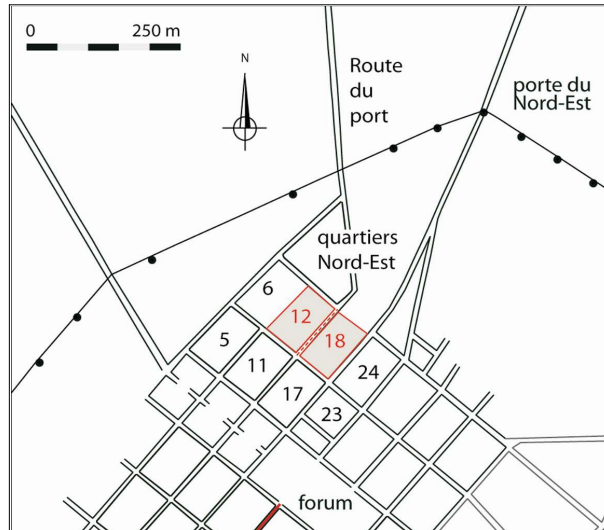 0 250 m
N
Route
du
port
porte du
Nord-Est
quartiers
Nord-Est
6
12
18
5
11
24
17
23
forum